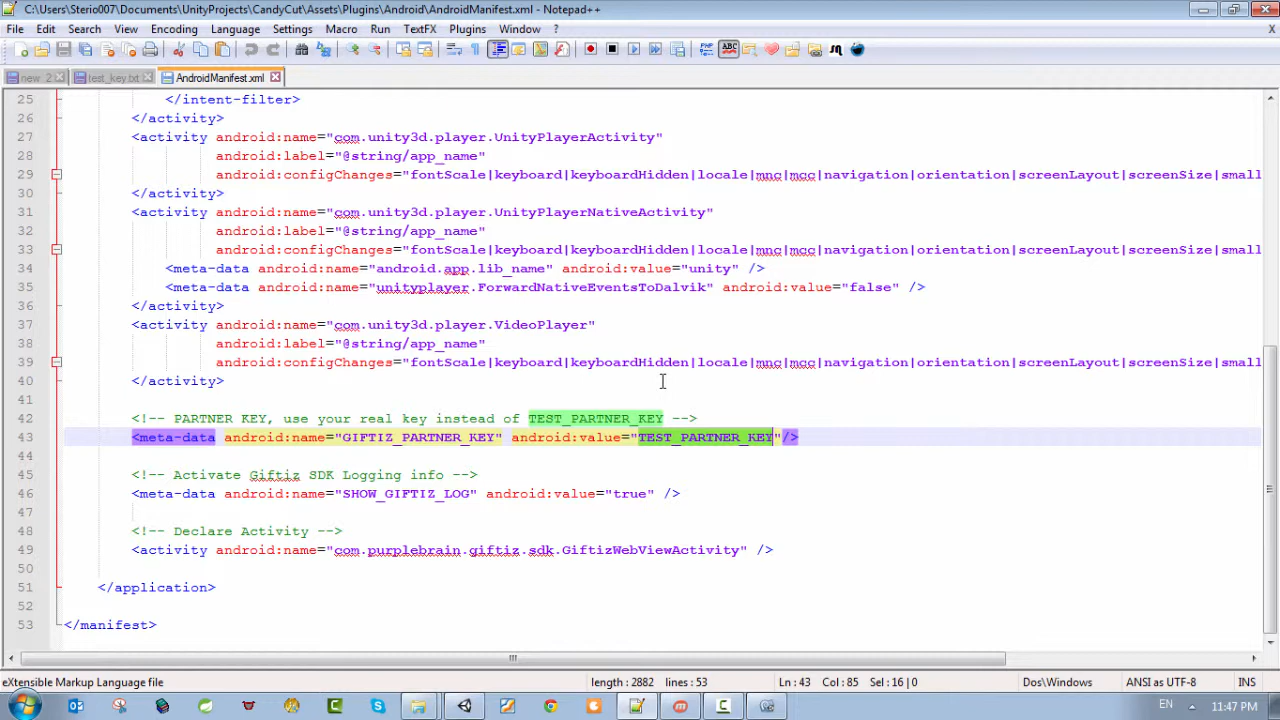 C:\Users\Sterio007\Documents\UnityProjects\CandyCut\Assets\Plugins\Android\AndroidManifest.xml - Notepad++
File Edit Search View Encoding Language Settings Macro Run TextFX Plugins Window ? X
new 2 test_key.txt AndroidManifest.xml
25 </intent-filter>
26 </activity>
27 <activity android:name="com.unity3d.player.UnityPlayerActivity"
28 android:label="@string/app_name"
29 android:configChanges="fontScale|keyboard|keyboardHidden|locale|mnc|mcc|navigation|orientation|screenLayout|screenSize|small
30 </activity>
31 <activity android:name="com.unity3d.player.UnityPlayerNativeActivity"
32 android:label="@string/app_name"
33 android:configChanges="fontScale|keyboard|keyboardHidden|locale|mnc|mcc|navigation|orientation|screenLayout|screenSize|small
34 <meta-data android:name="android.app.lib_name" android:value="unity" />
35 <meta-data android:name="unityplayer.ForwardNativeEventsToDalvik" android:value="false" />
36 </activity>
37 <activity android:name="com.unity3d.player.VideoPlayer"
38 android:label="@string/app_name"
39 android:configChanges="fontScale|keyboard|keyboardHidden|locale|mnc|mcc|navigation|orientation|screenLayout|screenSize|small
40 </activity>
41
42 <!-- PARTNER KEY, use your real key instead of TEST_PARTNER_KEY -->
43 <meta-data android:name="GIFTIZ_PARTNER_KEY" android:value="TEST_PARTNER_KEY"/>
44
45 <!-- Activate Giftiz SDK Logging info -->
46 <meta-data android:name="SHOW_GIFTIZ_LOG" android:value="true" />
47
48 <!-- Declare Activity -->
49 <activity android:name="com.purplebrain.giftiz.sdk.GiftizWebViewActivity" />
50
51 </application>
52
53 </manifest>
eXtensible Markup Language file length : 2882 lines : 53 Ln : 43 Col : 85 Sel : 16 | 0 Dos\Windows ANSI as UTF-8 INS
EN 11:47 PM